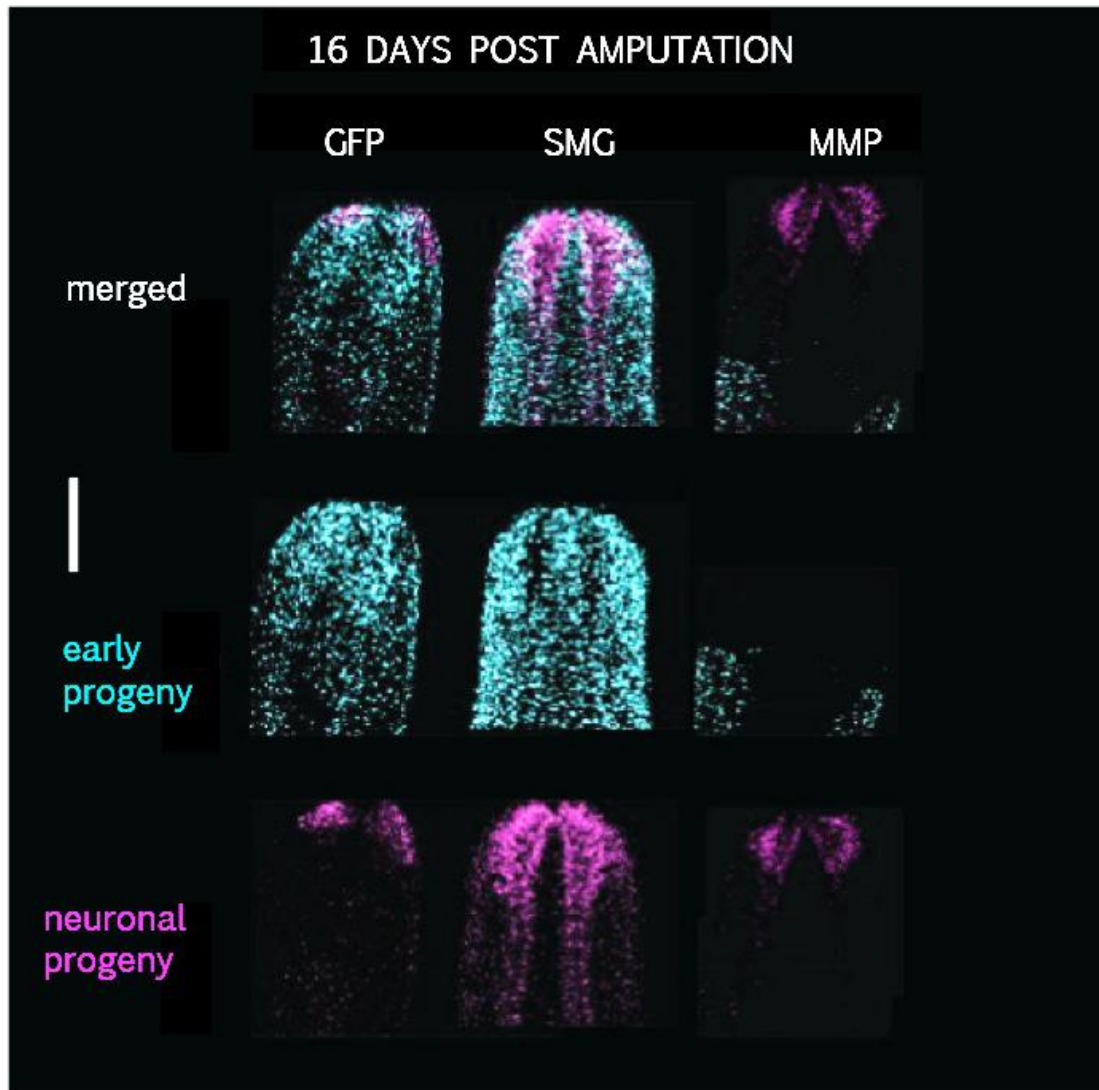 16 DAYS POST AMPUTATION
GFP SMG MMP
merged
early
progeny
neuronal
progeny